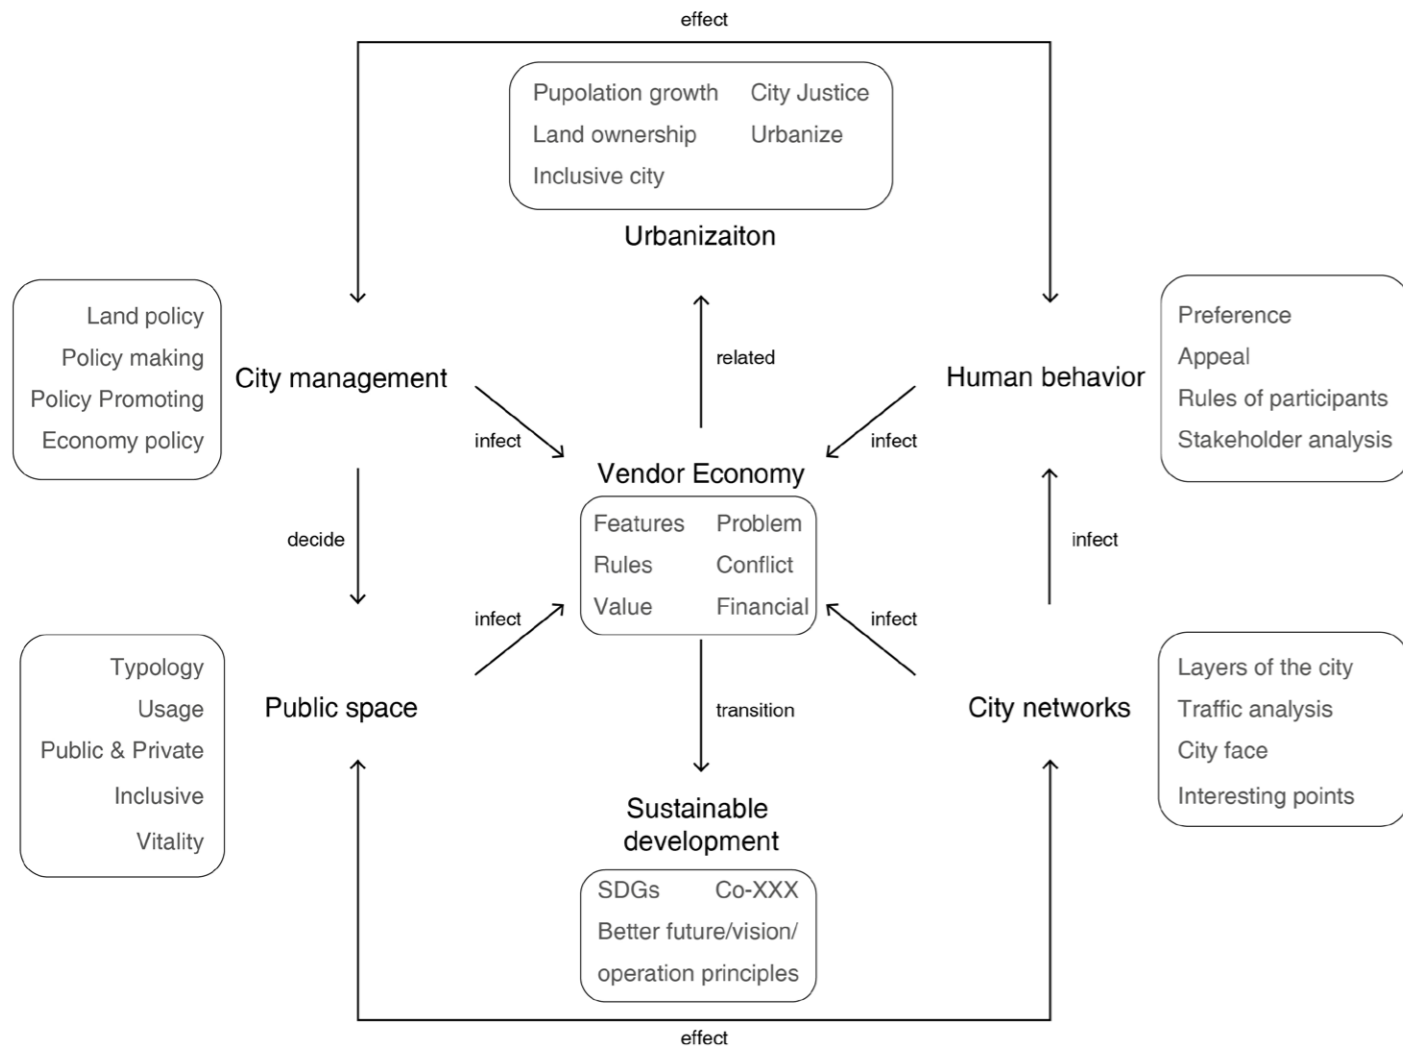 effect
Pupolation growth City Justice
Land ownership Urbanize
Inclusive city
Urbanizaiton
Land policy
Policy making
Policy Promoting
Economy policy
City management
related
Human behavior
Preference
Appeal
Rules of participants
Stakeholder analysis
infect
infect
Vendor Economy
Features Problem
Rules Conflict
Value Financial
decide
infect
infect
infect
Typology
Usage
Public & Private
Inclusive
Vitality
Public space
transition
City networks
Layers of the city
Traffic analysis
City face
Interesting points
Sustainable
development
SDGs Co-XXX
Better future/vision/
operation principles
effect